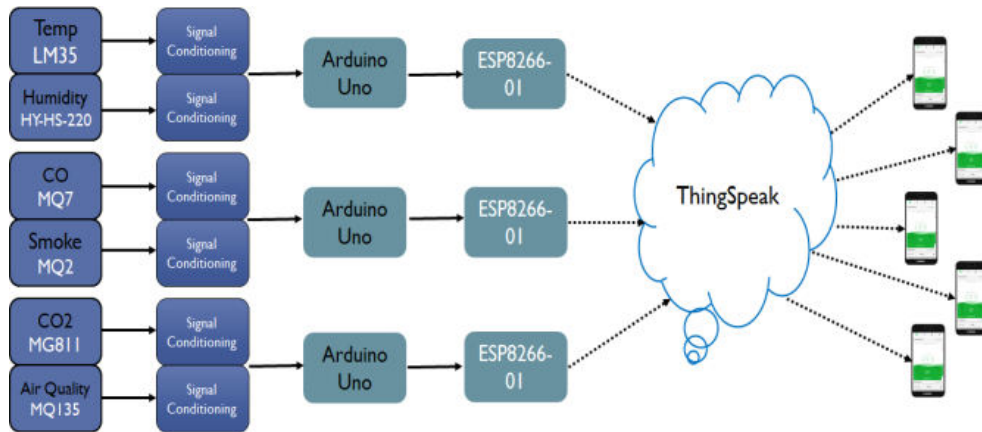 Temp
LM35
Signal
Conditioning
Humidity
HY-HS-220
Signal
Conditioning
Arduino
Uno
ESP8266-
01
CO
MQ7
Signal
Conditioning
Smoke
MQ2
Signal
Conditioning
Arduino
Uno
ESP8266-
01
ThingSpeak
CO2
MG811
Signal
Conditioning
Air Quality
MQ135
Signal
Conditioning
Arduino
Uno
ESP8266-
01